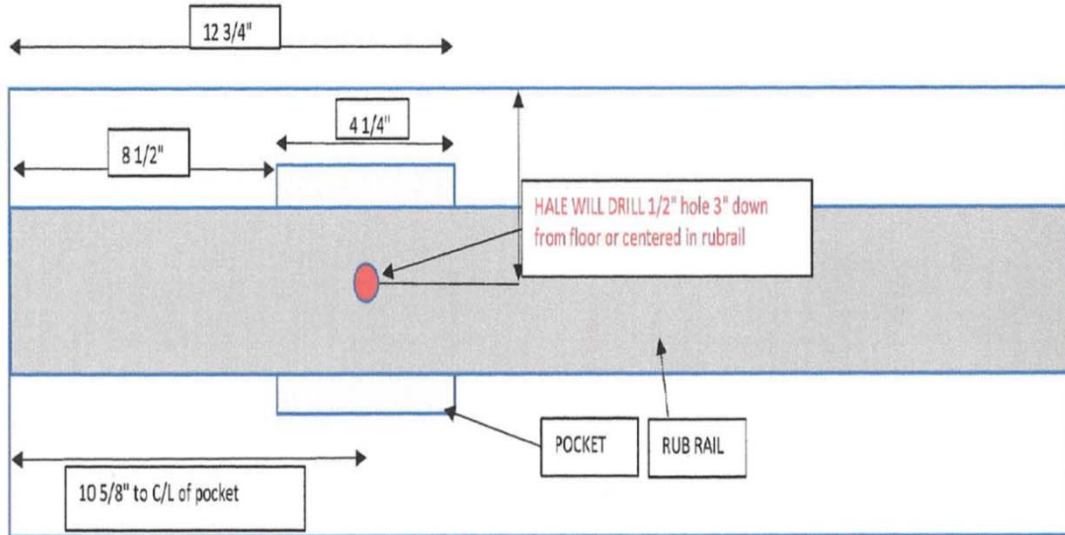 12 3/4"
4 1/4"
8 1/2"
HALE WILL DRILL 1/2" hole 3" down
from floor or centered in rubrail
POCKET
RUB RAIL
10 5/8" to C/L of pocket